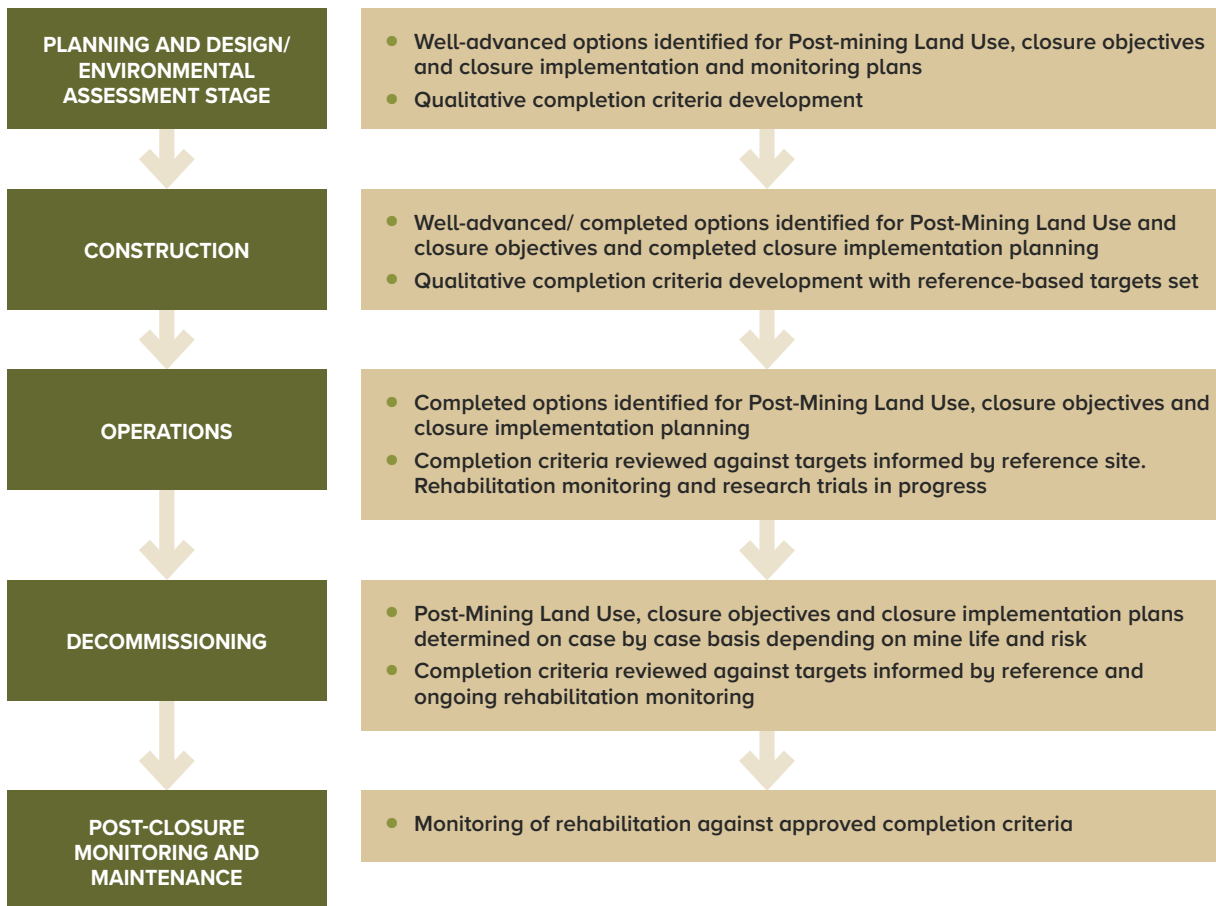 PLANNING AND DESIGN/
ENVIRONMENTAL
ASSESSMENT STAGE
Well-advanced options identified for Post-mining Land Use, closure objectives
and closure implementation and monitoring plans
Qualitative completion criteria development
CONSTRUCTION
Well-advanced/ completed options identified for Post-Mining Land Use and
closure objectives and completed closure implementation planning
Qualitative completion criteria development with reference-based targets set
OPERATIONS
Completed options identified for Post-Mining Land Use, closure objectives and
closure implementation planning
Completion criteria reviewed against targets informed by reference site.
Rehabilitation monitoring and research trials in progress
DECOMMISSIONING
Post-Mining Land Use, closure objectives and closure implementation plans
determined on case by case basis depending on mine life and risk
Completion criteria reviewed against targets informed by reference and
ongoing rehabilitation monitoring
POST-CLOSURE
MONITORING AND
MAINTENANCE
Monitoring of rehabilitation against approved completion criteria